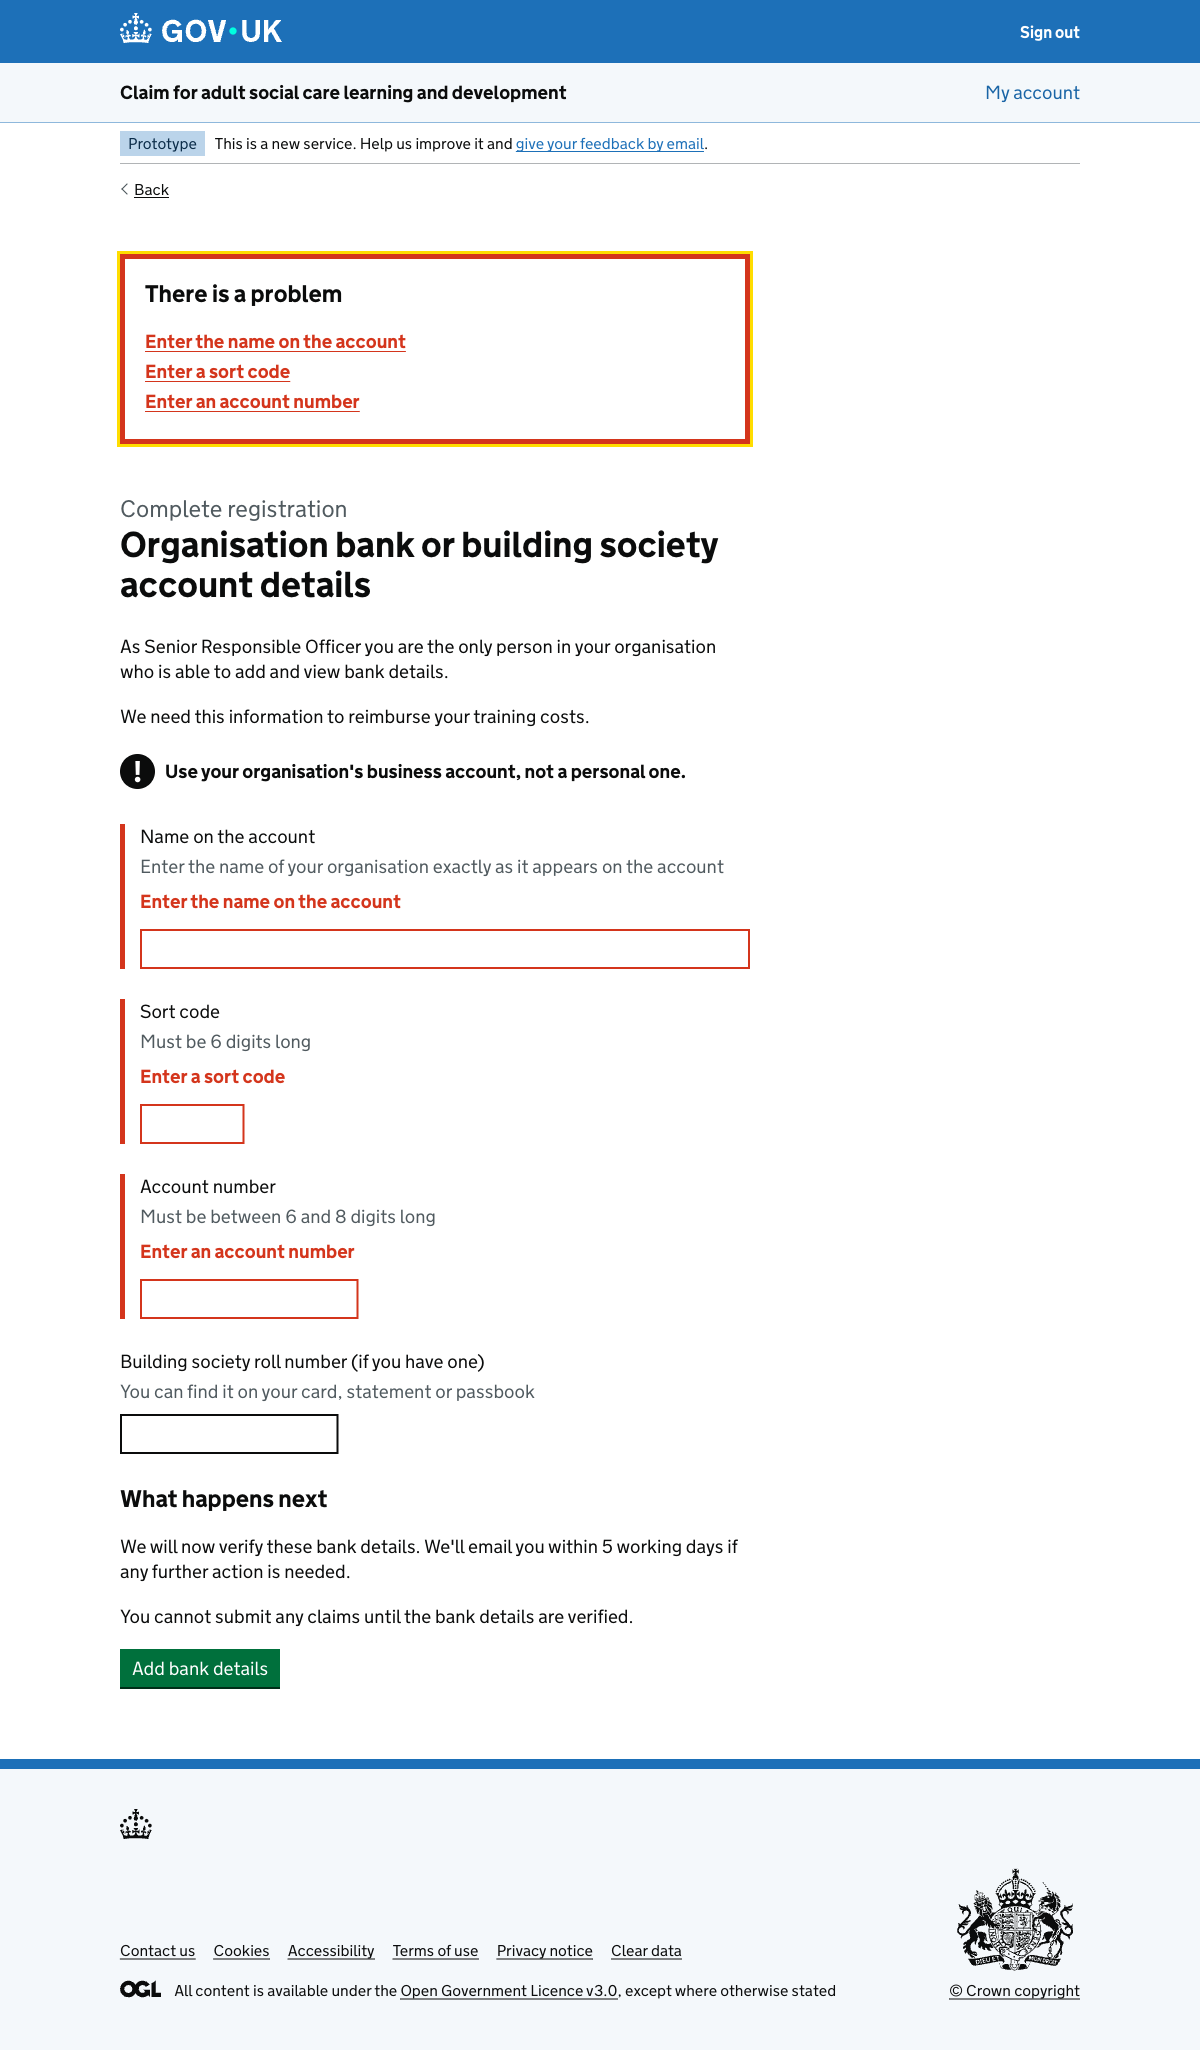 GOV·UK
Sign out
Claim for adult social care learning and development
My account
Prototype
This is a new service. Help us improve it and give your feedback by email.
Back
There is a problem
Enter the name on the account
Enter a sort code
Enter an account number
Complete registration
Organisation bank or building society
account details
As Senior Responsible Officer you are the only person in your organisation
who is able to add and view bank details.
We need this information to reimburse your training costs.
! Use your organisation's business account, not a personal one.
Name on the account
Enter the name of your organisation exactly as it appears on the account
Enter the name on the account
Sort code
Must be 6 digits long
Enter a sort code
Account number
Must be between 6 and 8 digits long
Enter an account number
Building society roll number (if you have one)
You can find it on your card, statement or passbook
What happens next
We will now verify these bank details. We'll email you within 5 working days if
any further action is needed.
You cannot submit any claims until the bank details are verified.
Add bank details
Contact us
Cookies
Accessibility
Terms of use
Privacy notice
Clear data
OGL
All content is available under the Open Government Licence v3.0, except where otherwise stated
© Crown copyright